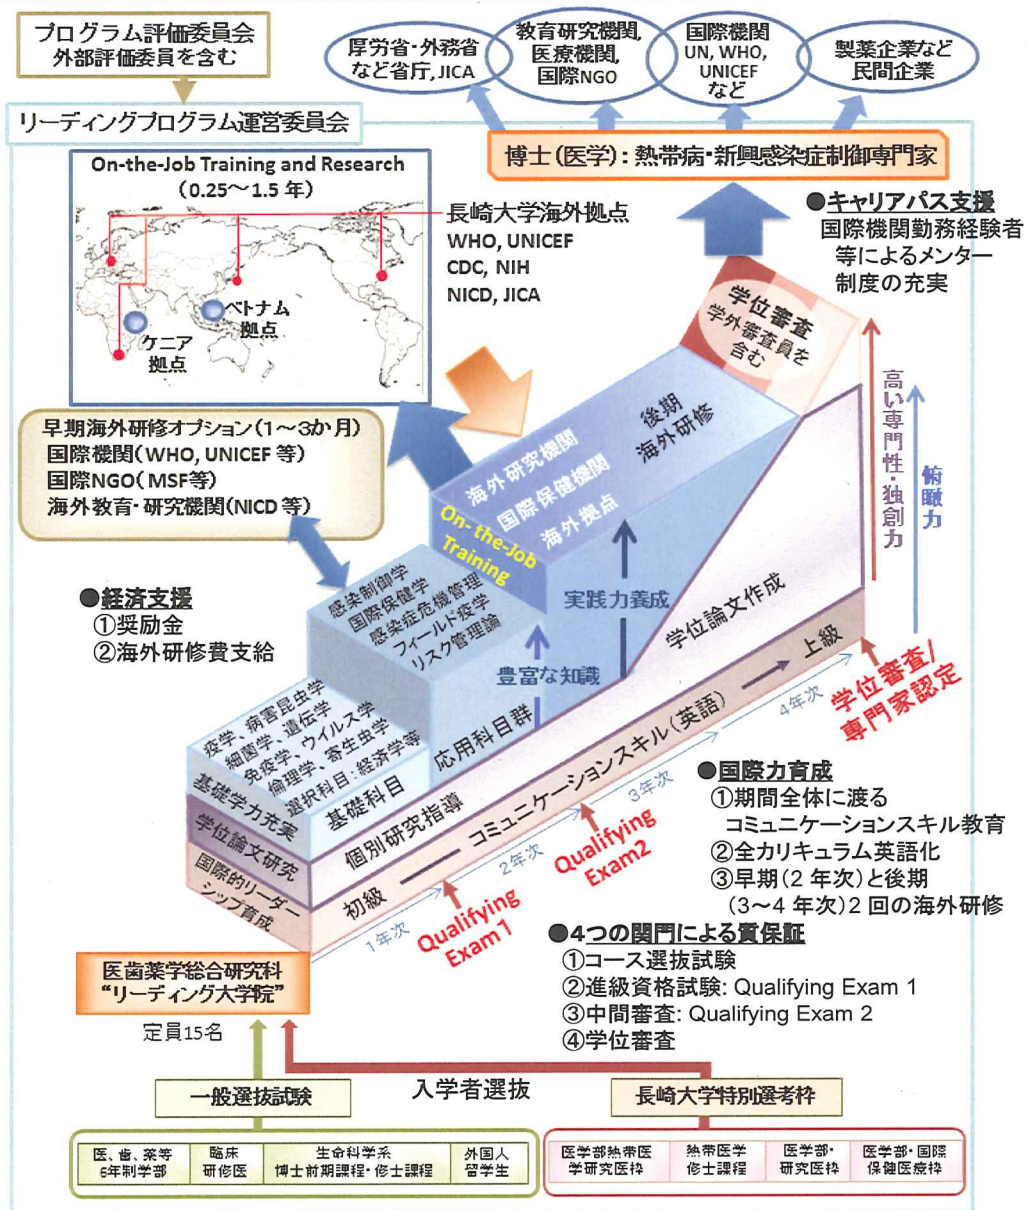 プログラム評価委員会
外部評価委員を含む
リーディングプログラム運営委員会
厚労省・外務省
など省庁, JICA
教育研究機関,
医療機関,
国際NGO
国際機関
UN, WHO,
UNICEF
など
製薬企業など
民間企業
博士(医学):熱帯病・新興感染症制御専門家
On-the-Job Training and Research
(0.25~1.5 年)
ベトナム
拠点
ケニア
拠点
長崎大学海外拠点
WHO, UNICEF
CDC, NIH
NICD, JICA
●キャリアパス支援
国際機関勤務経験者
等によるメンター
制度の充実
学位審査
学外審査員を
含む
早期海外研修オプション(1~3か月)
国際機関(WHO, UNICEF 等)
国際NGO( MSF等)
海外教育・研究機関(NICD 等)
後期
海外研修
海外研究機関
国際保健機関
海外拠点
On- the-Job
Training
高い専門性・独創力
俯瞰力
●経済支援
①奨励金
②海外研修費支給
感染制御学
国際保健学
感染症危機管理
フィールド疫学
リスク管理論
実践力養成
豊富な知識
学位論文作成
疫学、病害昆虫学
細菌学、遺伝学
免疫学、ウイルス学
倫理学、寄生虫学
選択科目:経済学等
基礎学力充実
基礎科目
応用科目群
学位論文研究
個別研究指導
国際的リーダー
シップ育成
初級
コミュニケーションスキル(英語)
上級
1年次
2年次
3年次
4年次
Qualifying
Exam 1
Qualifying
Exam2
学位審査/
専門家認定
●国際力育成
①期間全体に渡る
コミュニケーションスキル教育
②全カリキュラム英語化
③早期(2 年次)と後期
(3~4 年次)2 回の海外研修
●4つの関門による質保証
①コース選抜試験
②進級資格試験: Qualifying Exam 1
③中間審査: Qualifying Exam 2
④学位審査
医歯薬学総合研究科
“リーディング大学院”
定員15名
入学者選抜
一般選抜試験
長崎大学特別選考枠
医、歯、薬等
6年制学部
臨床
研修医
生命科学系
博士前期課程・修士課程
外国人
留学生
医学部熱帯医
学研究医枠
熱帯医学
修士課程
医学部・
研究医枠
医学部・国際
保健医療枠